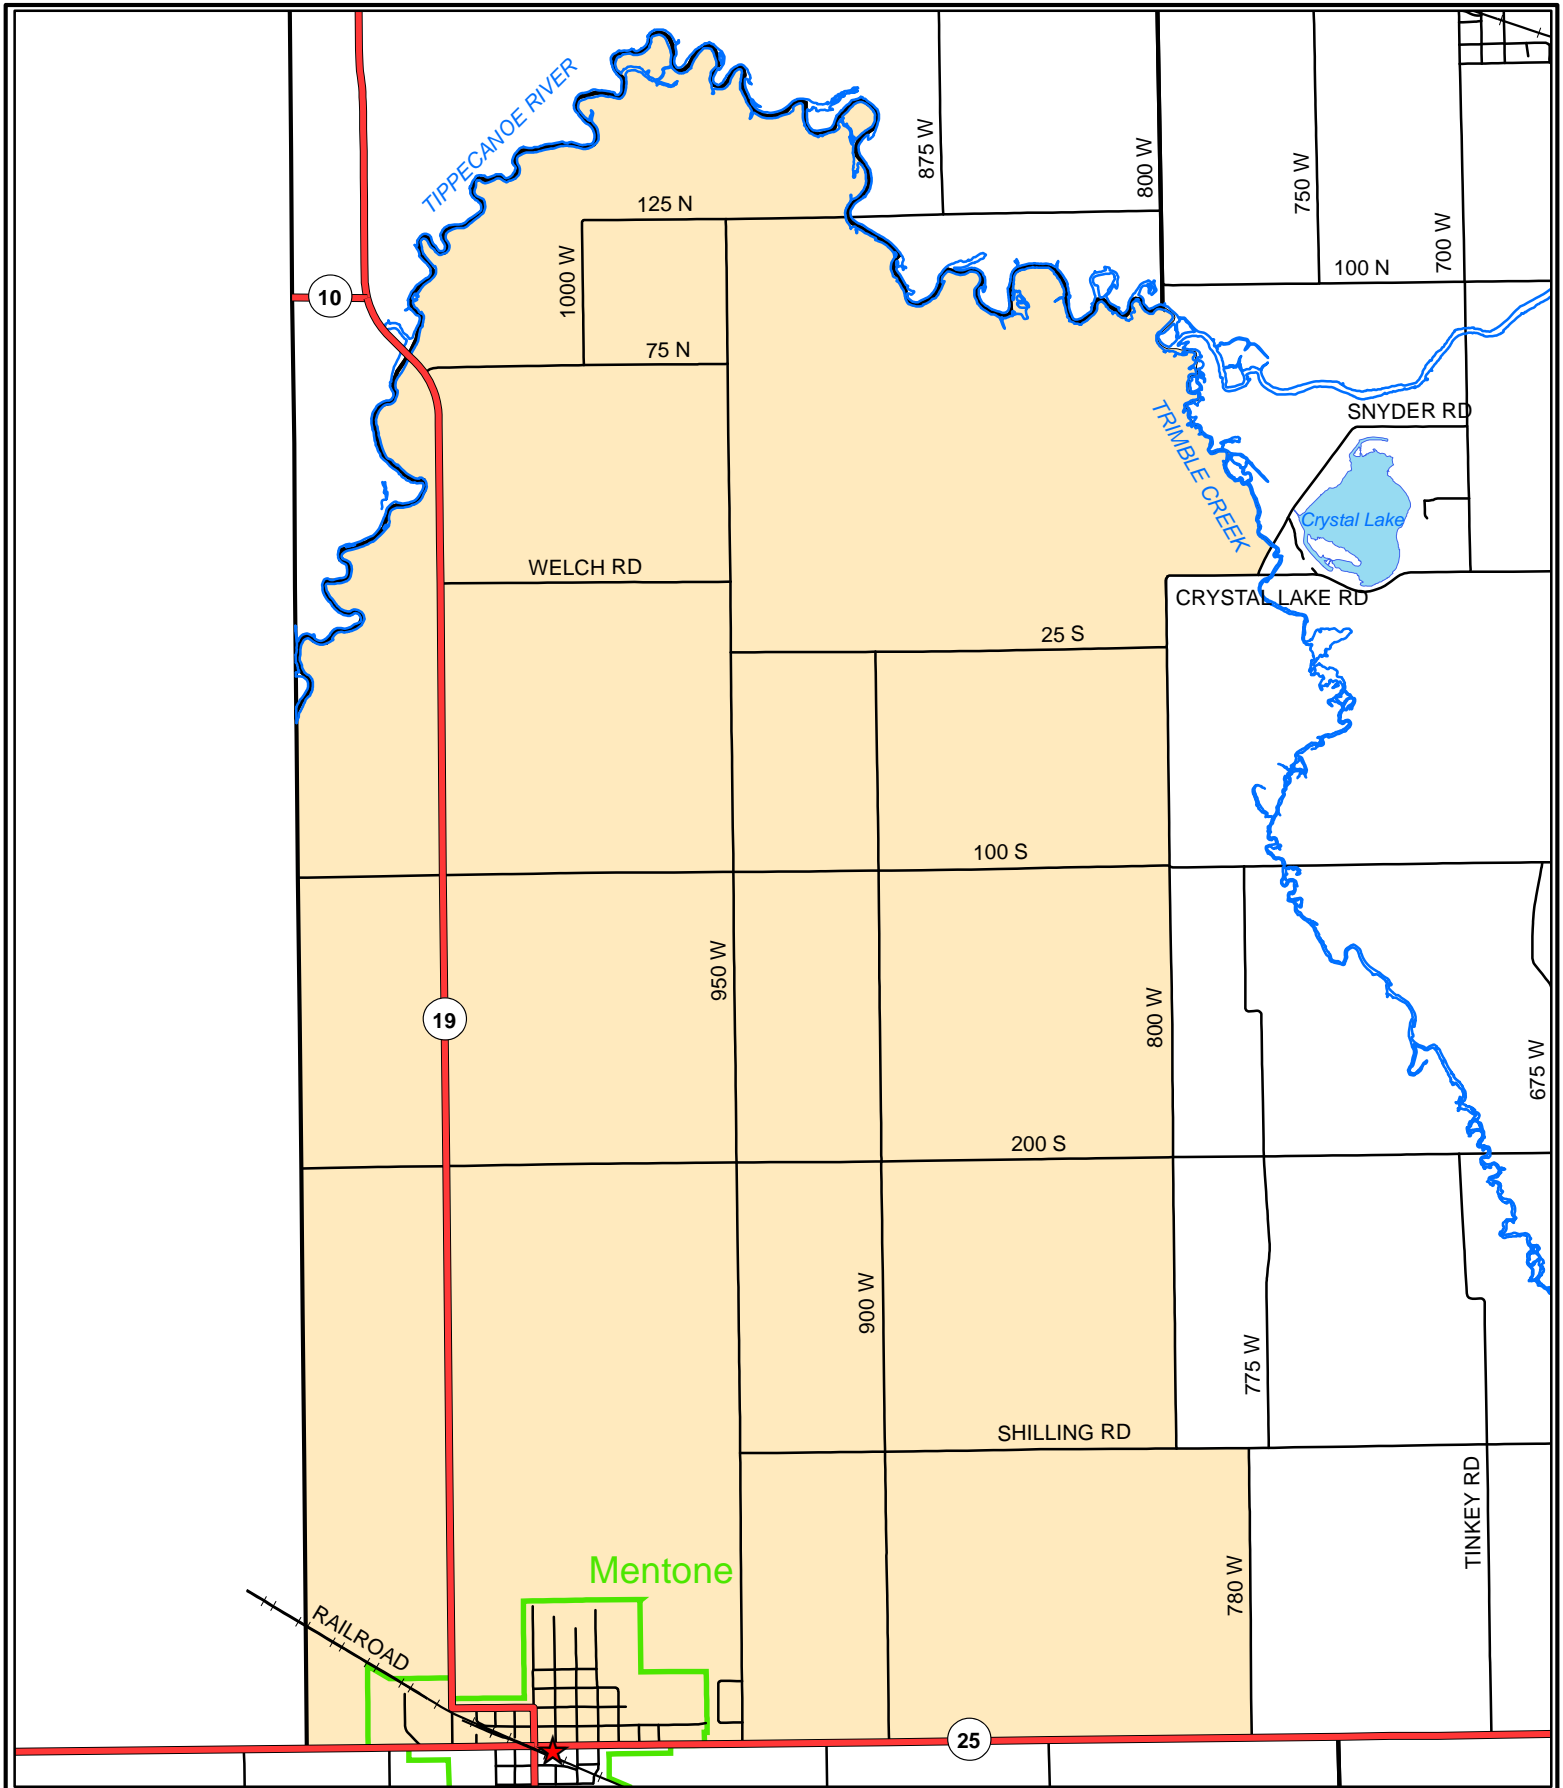 TIPPECANOE RIVER
875 W
800 W
750 W
700 W
125 N
1000 W
100 N
10
75 N
SNYDER RD
TRIMBLE CREEK
Crystal Lake
WELCH RD
CRYSTAL LAKE RD
25 S
100 S
950 W
800 W
19
675 W
200 S
900 W
775 W
SHILLING RD
TINKEY RD
780 W
Mentone
RAILROAD
25